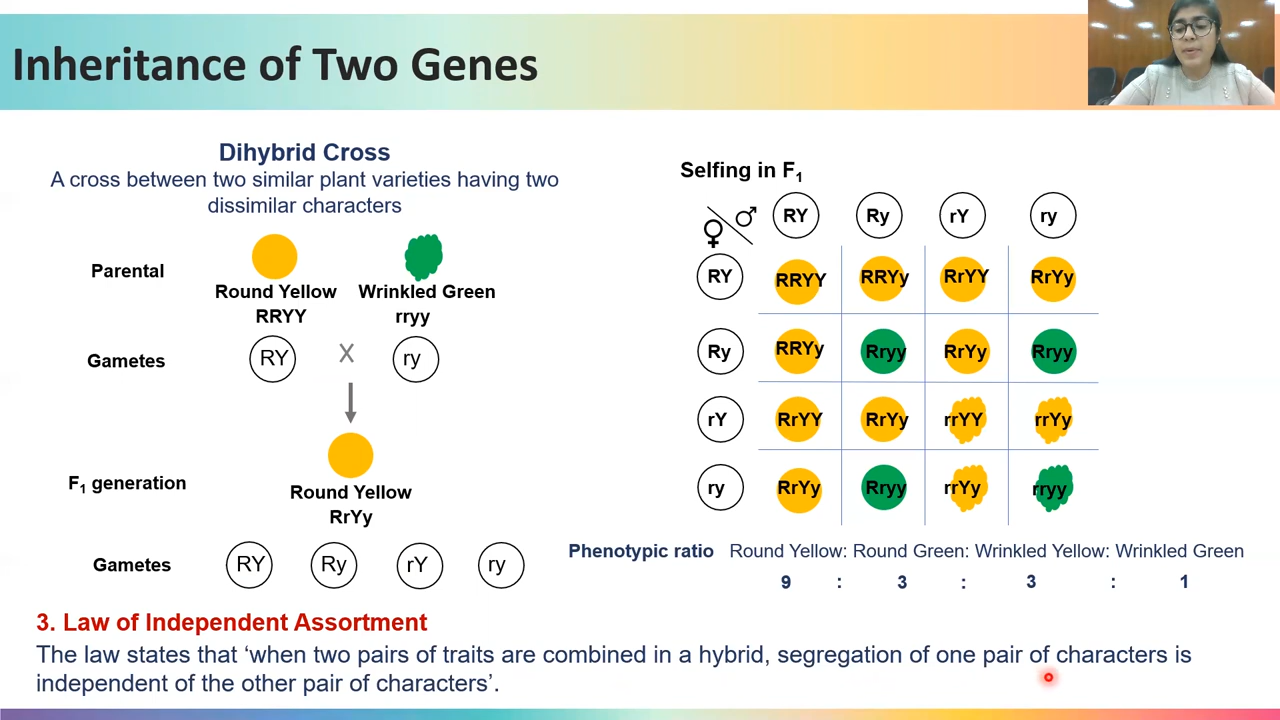 Inheritance of Two Genes
Dihybrid Cross
A cross between two similar plant varieties having two
dissimilar characters
Parental
Round Yellow
RRYY
Wrinkled Green
rryy
Gametes
RY
X
ry
F1 generation
Round Yellow
RrYy
Gametes
RY
Ry
rY
ry
Selfing in F1
♀ ♂ RY Ry rY ry
RY RRYY RRYy RrYY RrYy
Ry RRYy Rryy RrYy Rryy
rY RrYY RrYy rrYY rrYy
ry RrYy Rryy rrYy rryy
Phenotypic ratio Round Yellow: Round Green: Wrinkled Yellow: Wrinkled Green
9 : 3 : 3 : 1
3. Law of Independent Assortment
The law states that ‘when two pairs of traits are combined in a hybrid, segregation of one pair of characters is
independent of the other pair of characters’.